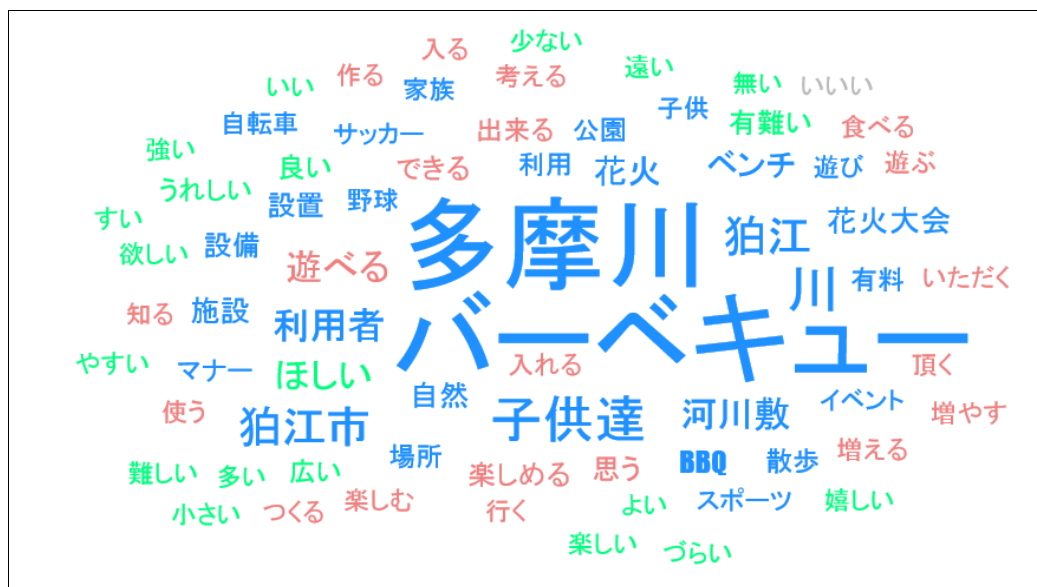 入る 少ない
いい 作る 家族 考える 遠い 無い いいい
自転車 サッカー 出来る 公園 子供 有難い 食べる
強い 良い できる 利用 花火 ベンチ 遊び 遊ぶ
うれしい 設置 野球
すい 多摩川 狛江 花火大会
欲しい 設備 遊べる 川 有料 いただく
知る 施設 利用者 バーベキュー
やすい マナー ほしい 入れる 頂く
使う 狛江市 自然 子供達 河川敷 イベント 増やす
難しい 多い 広い 場所 楽しめる 思う BBQ 散歩 増える
小さい つくる 楽しむ 行く よい スポーツ 嬉しい
楽しい づらい